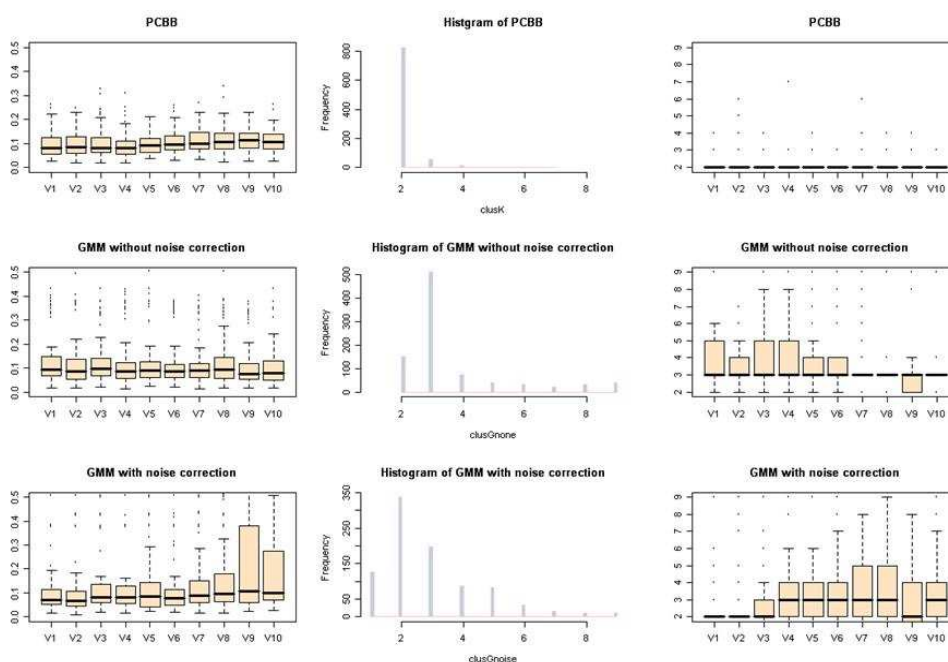 PCBB
Histgram of PCBB
PCBB
0.5
0.4
0.3
0.2
0.1
0.0
V1 V2 V3 V4 V5 V6 V7 V8 V9 V10
Frequency
800
600
400
200
0
2 4 6 8
clusK
9
8
7
6
5
4
3
2
V1 V2 V3 V4 V5 V6 V7 V8 V9 V10
GMM without noise correction
Histogram of GMM without noise correction
GMM without noise correction
0.5
0.4
0.3
0.2
0.1
0.0
V1 V2 V3 V4 V5 V6 V7 V8 V9 V10
Frequency
500
400
300
200
100
0
2 4 6 8
clusGnone
9
8
7
6
5
4
3
2
V1 V2 V3 V4 V5 V6 V7 V8 V9 V10
GMM with noise correction
Histogram of GMM with noise correction
GMM with noise correction
0.5
0.4
0.3
0.2
0.1
0.0
V1 V2 V3 V4 V5 V6 V7 V8 V9 V10
Frequency
350
250
150
50
0
2 4 6 8
clusGnoise
9
8
7
6
5
4
3
2
V1 V2 V3 V4 V5 V6 V7 V8 V9 V10